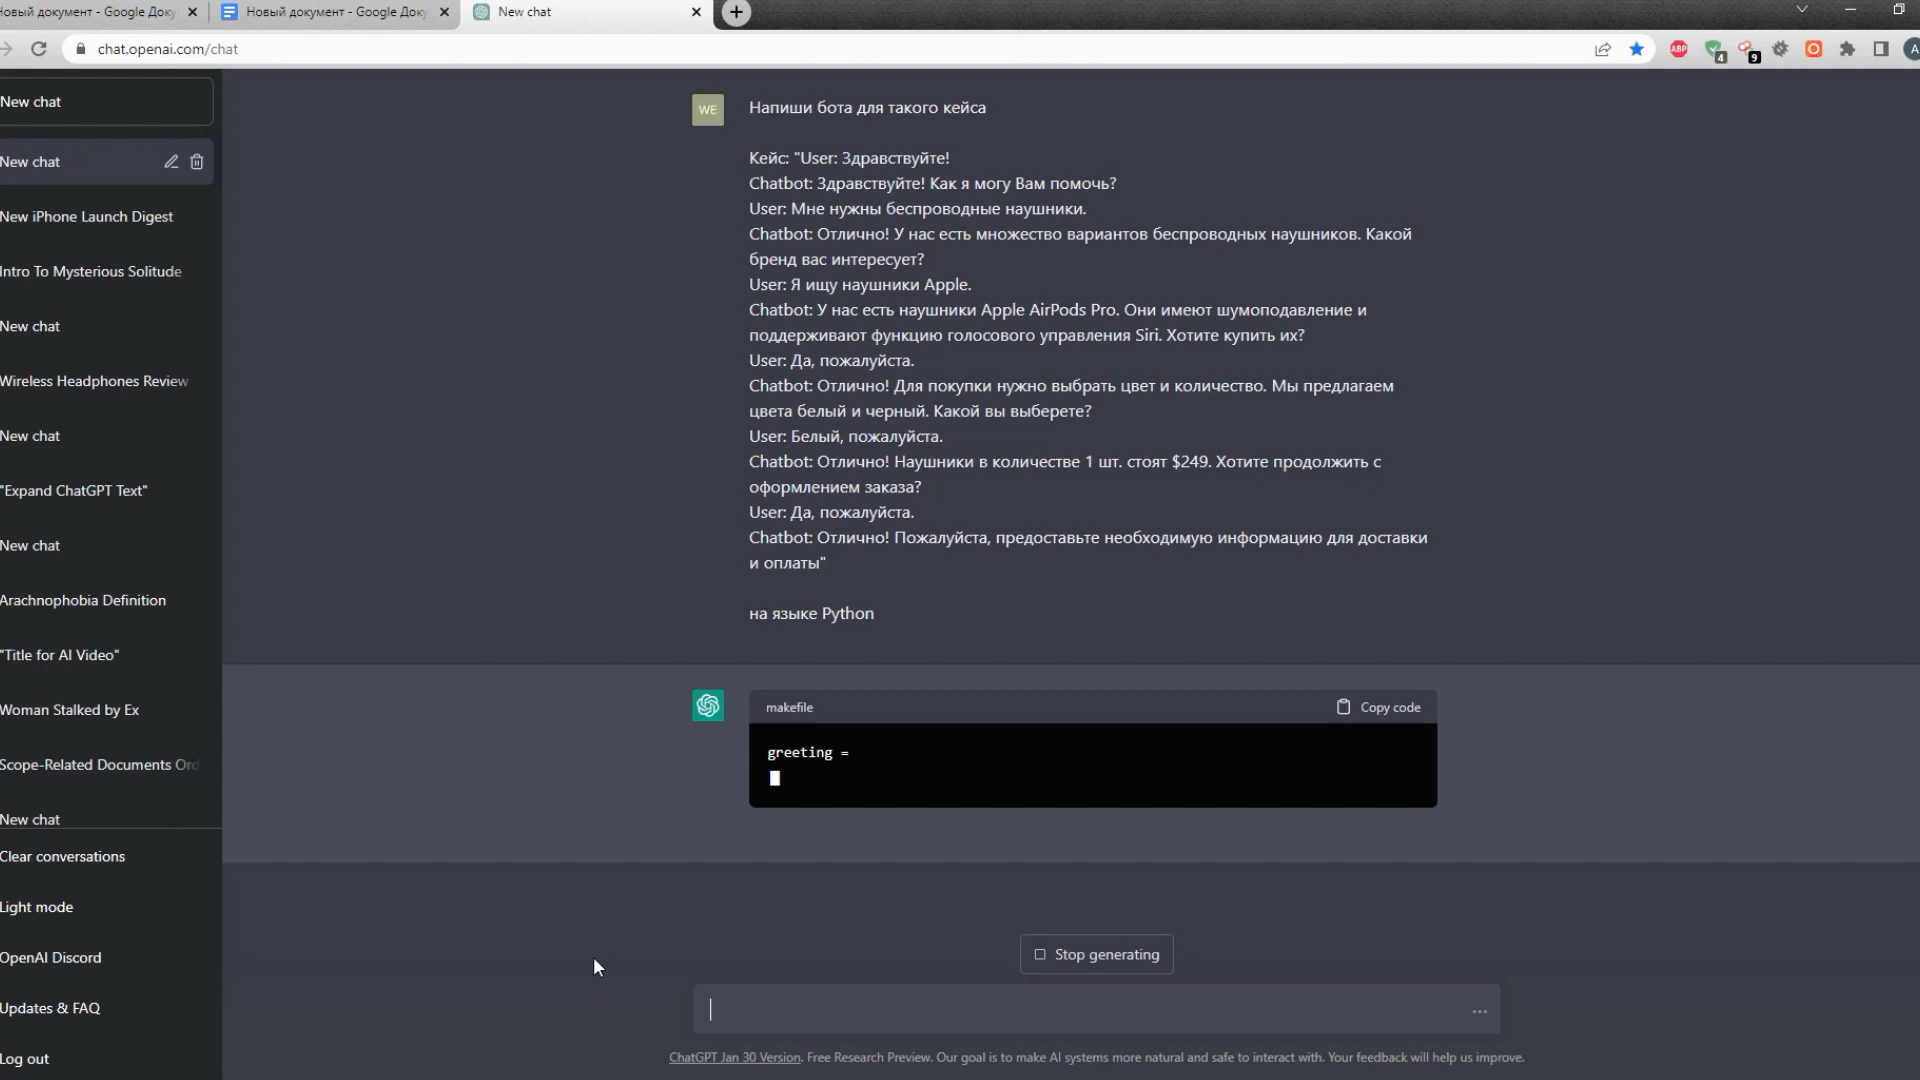 Новый документ - Google Доку
Новый документ - Google Доку
New chat
chat.openai.com/chat
ABP
4
9
A
New chat
New chat
New iPhone Launch Digest
Intro To Mysterious Solitude
New chat
Wireless Headphones Review
New chat
"Expand ChatGPT Text"
New chat
Arachnophobia Definition
"Title for AI Video"
Woman Stalked by Ex
Scope-Related Documents Ord
New chat
Clear conversations
Light mode
OpenAI Discord
Updates & FAQ
Log out
WE
Напиши бота для такого кейса
Кейс: "User: Здравствуйте!
Chatbot: Здравствуйте! Как я могу Вам помочь?
User: Мне нужны беспроводные наушники.
Chatbot: Отлично! У нас есть множество вариантов беспроводных наушников. Какой
бренд вас интересует?
User: Я ищу наушники Apple.
Chatbot: У нас есть наушники Apple AirPods Pro. Они имеют шумоподавление и
поддерживают функцию голосового управления Siri. Хотите купить их?
User: Да, пожалуйста.
Chatbot: Отлично! Для покупки нужно выбрать цвет и количество. Мы предлагаем
цвета белый и черный. Какой вы выберете?
User: Белый, пожалуйста.
Chatbot: Отлично! Наушники в количестве 1 шт. стоят $249. Хотите продолжить с
оформлением заказа?
User: Да, пожалуйста.
Chatbot: Отлично! Пожалуйста, предоставьте необходимую информацию для доставки
и оплаты"
на языке Python
makefile
Copy code
greeting =
Stop generating
ChatGPT Jan 30 Version. Free Research Preview. Our goal is to make AI systems more natural and safe to interact with. Your feedback will help us improve.